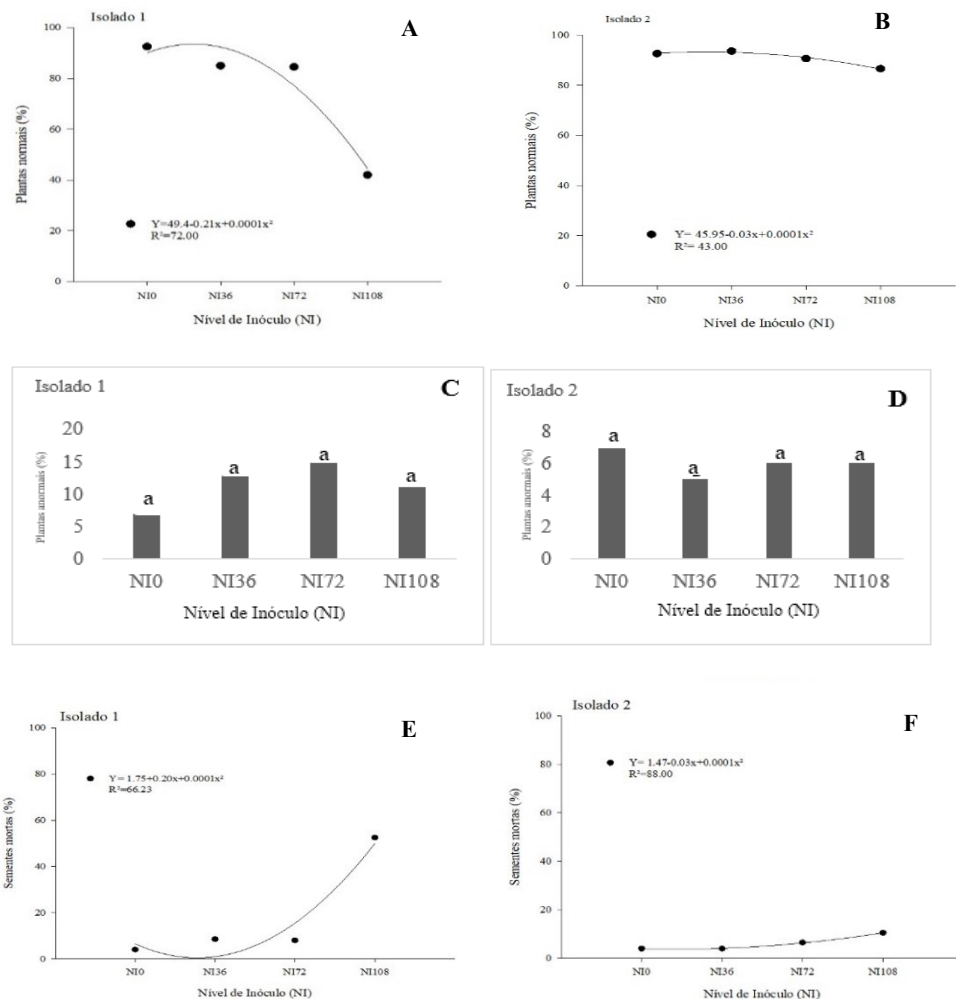 Isolado 1
A
100
80
60
40
20
0
Plantas normais (%)
Y=49.4-0.21x+0.0001x²
R²=72.00
NI0 NI36 NI72 NI108
Nível de Inóculo (NI)
Isolado 2
B
100
80
60
40
20
0
Plantas normais (%)
Y= 45.95-0.03x+0.0001x²
R²= 43.00
NI0 NI36 NI72 NI108
Nível de Inóculo (NI)
Isolado 1
C
20
15
10
5
0
Plantas anormais (%)
a a a a
NI0 NI36 NI72 NI108
Nível de Inóculo (NI)
Isolado 2
D
8
6
4
2
0
Plantas anormais (%)
a a a a
NI0 NI36 NI72 NI108
Nível de Inóculo (NI)
Isolado 1
E
100
80
60
40
20
0
Sementes mortas (%)
Y= 1.75+0.20x+0.0001x²
R²=66.23
NI0 NI36 NI72 NI108
Nível de Inóculo (NI)
Isolado 2
F
100
80
60
40
20
0
Sementes mortas (%)
Y= 1.47-0.03x+0.0001x²
R²=88.00
NI0 NI36 NI72 NI108
Nível de Inóculo (NI)